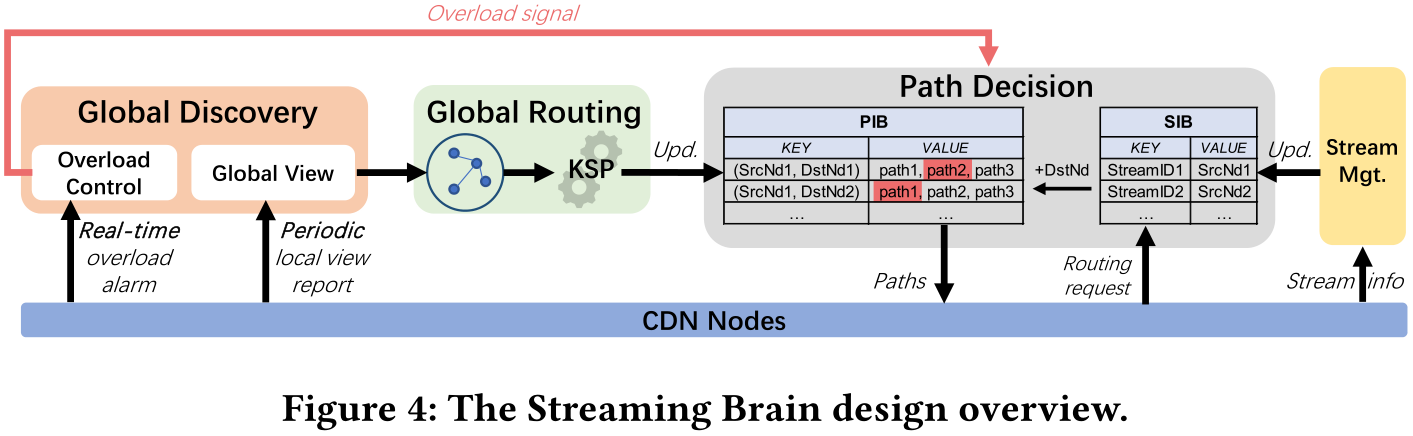 Overload signal
Global Discovery
Overload
Control
Global View
Real-time
overload
alarm
Periodic
local view
report
Global Routing
KSP
Upd.
Path Decision
PIB
KEY VALUE
(SrcNd1, DstNd1) path1, path2, path3
(SrcNd1, DstNd2) path1, path2, path3
... ...
+DstNd
SIB
KEY VALUE
StreamID1 SrcNd1
StreamID2 SrcNd2
... ...
Upd.
Stream
Mgt.
Paths
Routing
request
Stream info
CDN Nodes
Figure 4: The Streaming Brain design overview.